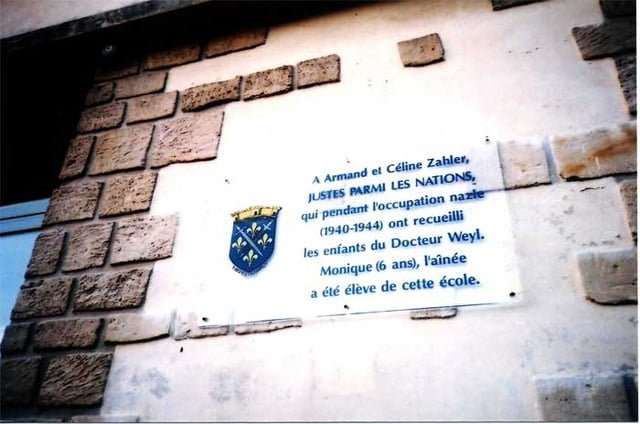 A Armand et Céline Zahler,
JUSTES PARMI LES NATIONS,
qui pendant l'occupation nazie
(1940-1944) ont recueilli
les enfants du Docteur Weyl.
Monique (6 ans), l'aînée
a été élève de cette école.